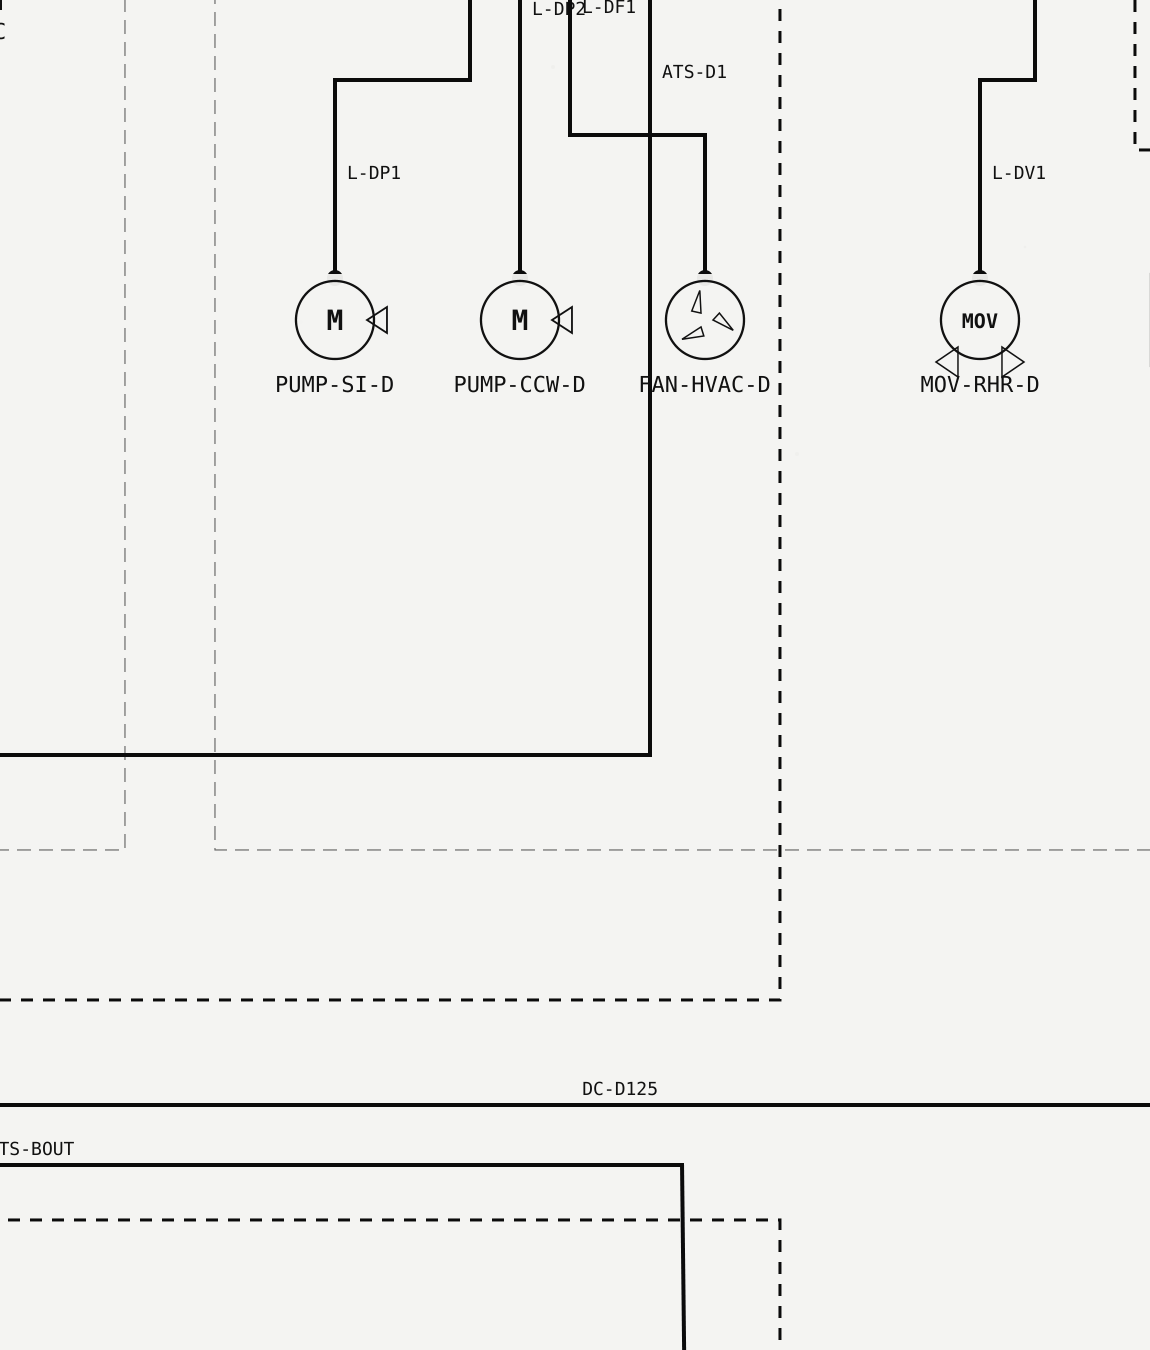 C
L-DP2
L-DF1
ATS-D1
L-DP1
L-DV1
M
M
MOV
PUMP-SI-D
PUMP-CCW-D
FAN-HVAC-D
MOV-RHR-D
DC-D125
TS-BOUT